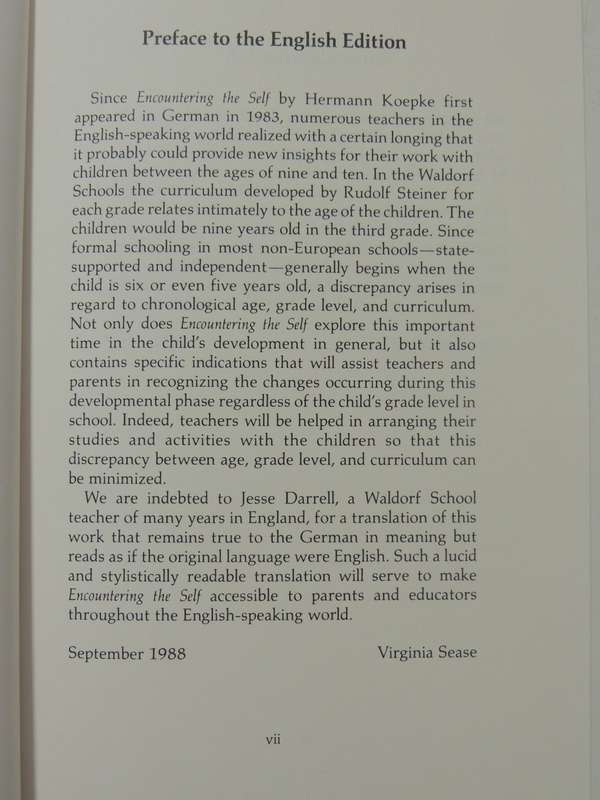 Preface to the English Edition
Since Encountering the Self by Hermann Koepke first
appeared in German in 1983, numerous teachers in the
English-speaking world realized with a certain longing that
it probably could provide new insights for their work with
children between the ages of nine and ten. In the Waldorf
Schools the curriculum developed by Rudolf Steiner for
each grade relates intimately to the age of the children. The
children would be nine years old in the third grade. Since
formal schooling in most non-European schools—state-
supported and independent—generally begins when the
child is six or even five years old, a discrepancy arises in
regard to chronological age, grade level, and curriculum.
Not only does Encountering the Self explore this important
time in the child's development in general, but it also
contains specific indications that will assist teachers and
parents in recognizing the changes occurring during this
developmental phase regardless of the child's grade level in
school. Indeed, teachers will be helped in arranging their
studies and activities with the children so that this
discrepancy between age, grade level, and curriculum can
be minimized.
We are indebted to Jesse Darrell, a Waldorf School
teacher of many years in England, for a translation of this
work that remains true to the German in meaning but
reads as if the original language were English. Such a lucid
and stylistically readable translation will serve to make
Encountering the Self accessible to parents and educators
throughout the English-speaking world.
September 1988 Virginia Sease
vii